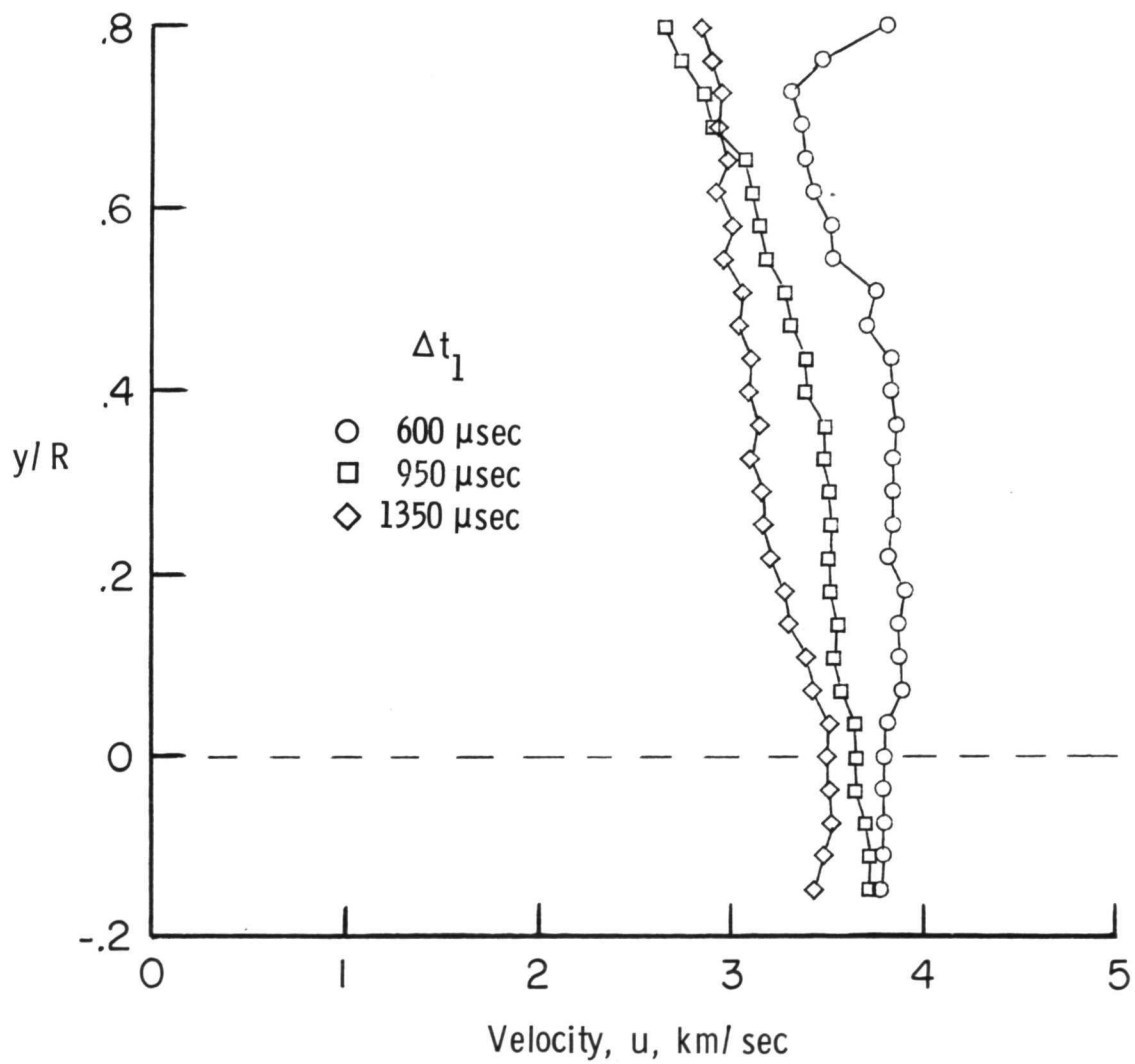 .8
.6
.4
.2
0
-.2
y/R
Δt1
600 μsec
950 μsec
1350 μsec
0 1 2 3 4 5
Velocity, u, km/sec